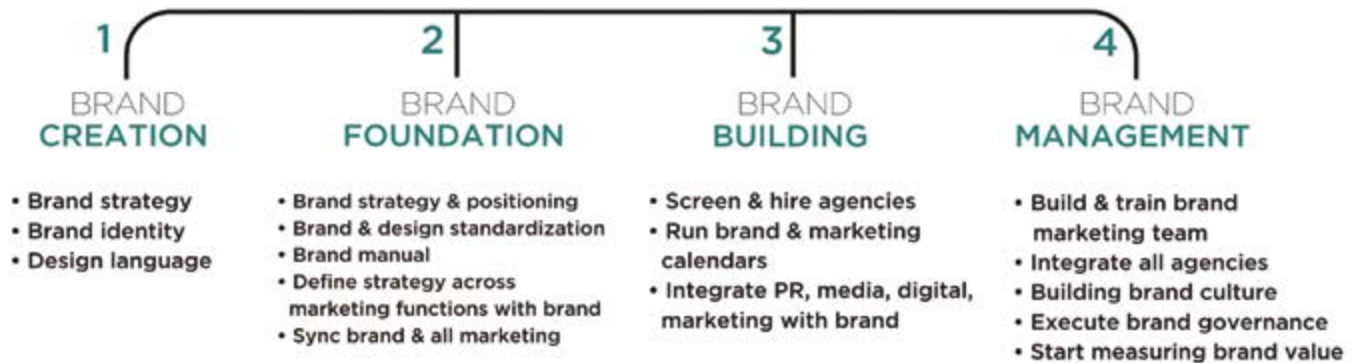 1
BRAND
CREATION
• Brand strategy
• Brand identity
• Design language
2
BRAND
FOUNDATION
• Brand strategy & positioning
• Brand & design standardization
• Brand manual
• Define strategy across
marketing functions with brand
• Sync brand & all marketing
3
BRAND
BUILDING
• Screen & hire agencies
• Run brand & marketing
calendars
• Integrate PR, media, digital,
marketing with brand
4
BRAND
MANAGEMENT
• Build & train brand
marketing team
• Integrate all agencies
• Building brand culture
• Execute brand governance
• Start measuring brand value